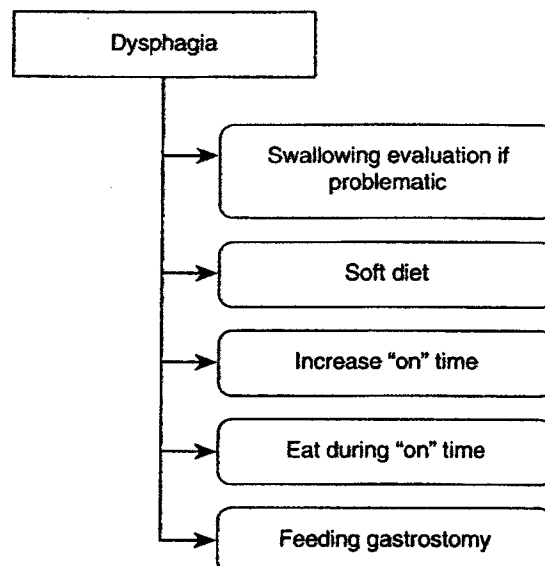 Dysphagia
Swallowing evaluation if
problematic
Soft diet
Increase “on” time
Eat during “on” time
Feeding gastrostomy